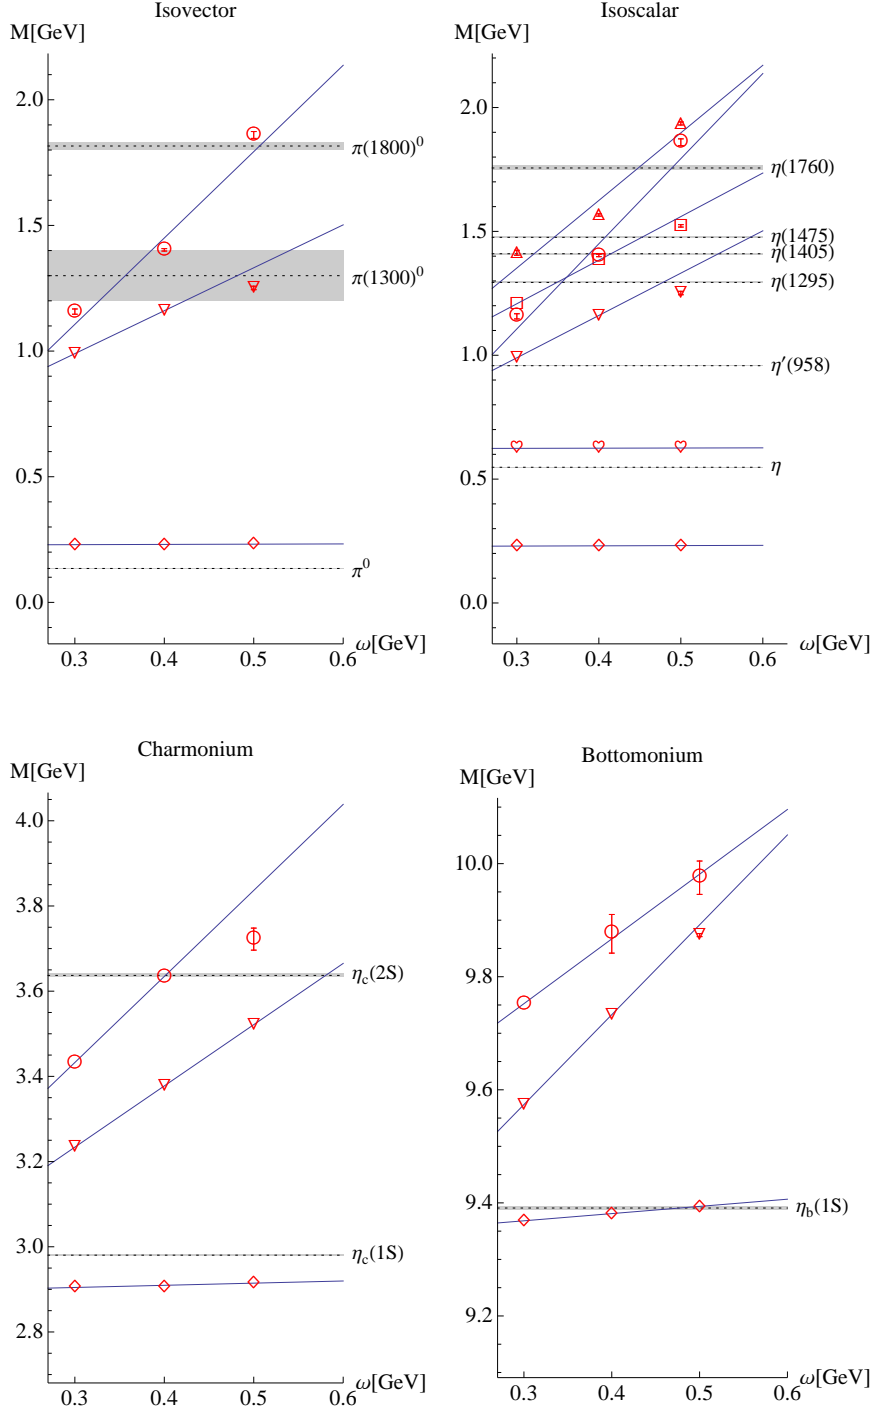 Isovector
M[GeV]
2.0
1.5
1.0
0.5
0.0
π(1800)⁰
π(1300)⁰
π⁰
0.3 0.4 0.5 0.6
ω[GeV]
Isoscalar
M[GeV]
2.0
1.5
1.0
0.5
0.0
η(1760)
η(1475)
η(1405)
η(1295)
η′(958)
η
0.3 0.4 0.5 0.6
ω[GeV]
Charmonium
M[GeV]
4.0
3.8
3.6
3.4
3.2
3.0
2.8
η_c(2S)
η_c(1S)
0.3 0.4 0.5 0.6
ω[GeV]
Bottomonium
M[GeV]
10.0
9.8
9.6
9.4
9.2
η_b(1S)
0.3 0.4 0.5 0.6
ω[GeV]